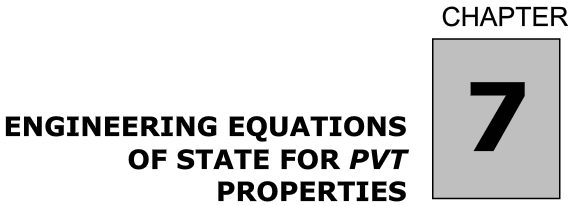 CHAPTER
7
ENGINEERING EQUATIONS
OF STATE FOR PVT
PROPERTIES